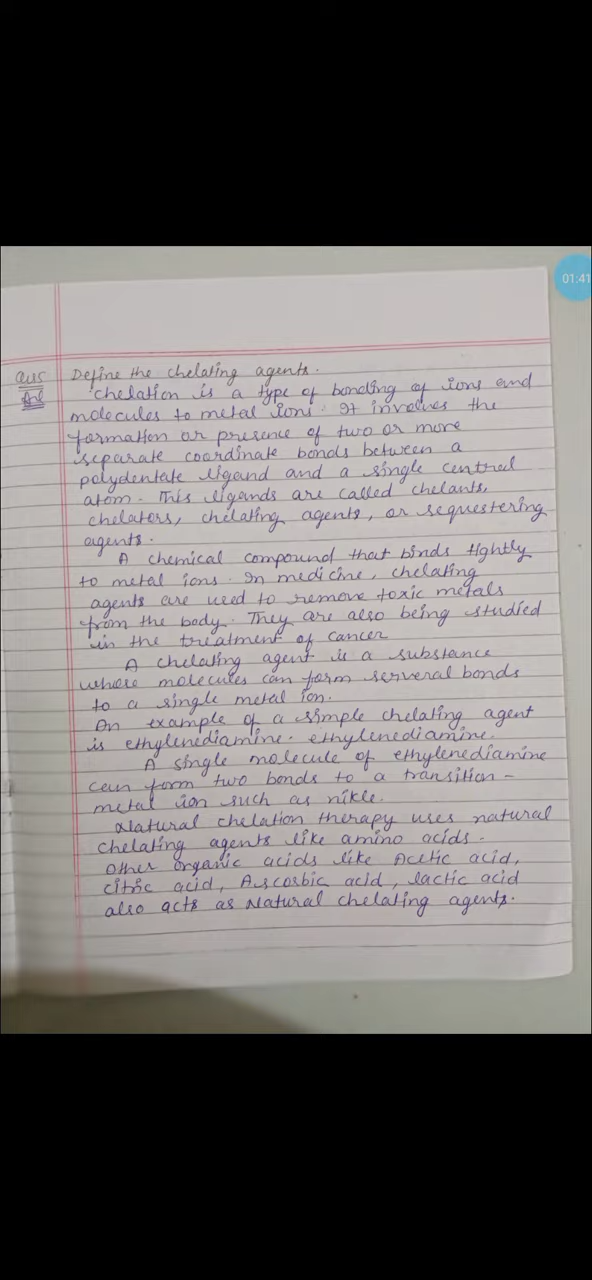 01:41
Ques Define the chelating agents.
Ans Chelation is a type of bonding of ions and
molecules to metal ions. It involves the
formation or presence of two or more
separate coordinate bonds between a
polydentate ligand and a single central
atom. This ligands are called chelants,
chelators, chelating agents, or sequestering
agents.
A chemical compound that binds tightly
to metal ions. In medicine, chelating
agents are used to remove toxic metals
from the body. They are also being studied
in the treatment of cancer
A chelating agent is a substance
whose molecules can form serveral bonds
to a single metal ion.
An example of a simple chelating agent
is ethylenediamine. ethylenediamine.
A single molecule of ethylenediamine
can form two bonds to a transition-
metal ion such as nikle.
Natural chelation therapy uses natural
chelating agents like amino acids.
Other organic acids like Acetic acid,
citric acid, Ascorbic acid, lactic acid
also acts as Natural chelating agents.